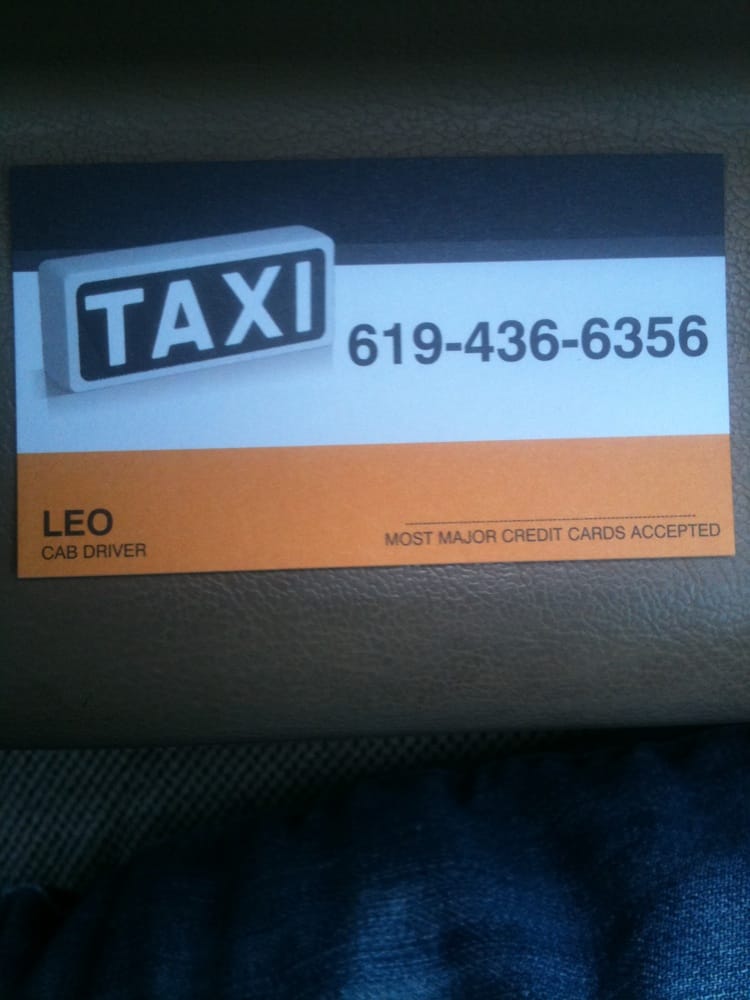 TAXI
619-436-6356
LEO
CAB DRIVER
MOST MAJOR CREDIT CARDS ACCEPTED